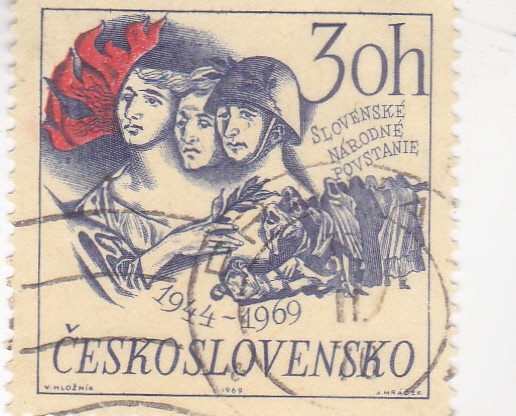 30h
SLOVENSKÉ
NÁRODNÉ
POVSTANIE
1944-1969
ČESKOSLOVENSKO
V. HLOŽNÍK
1969
J. MRÁČEK